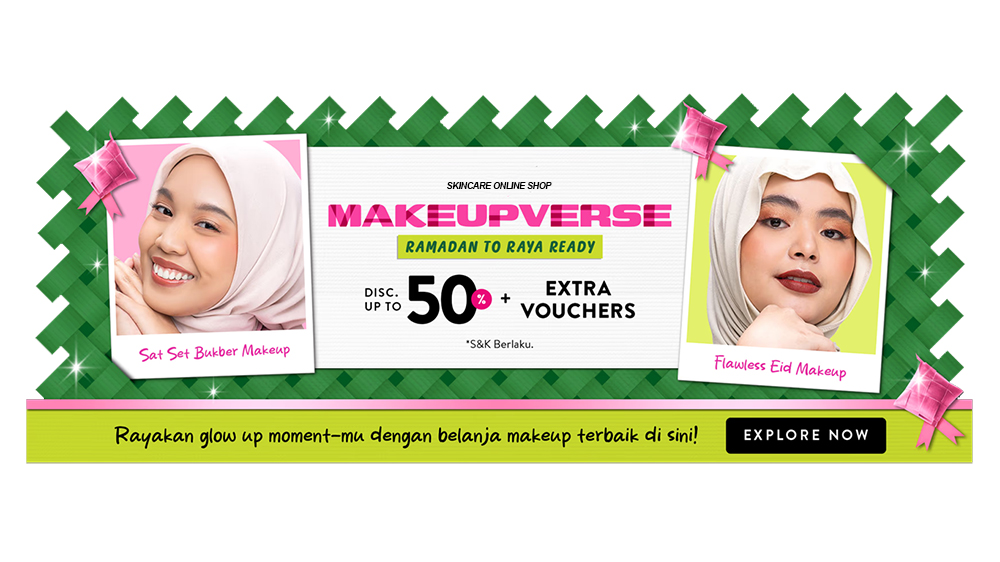 SKINCARE ONLINE SHOP
MAKEUPVERSE
RAMADAN TO RAYA READY
DISC.
UP TO
50%
+
EXTRA
VOUCHERS
*S&K Berlaku.
Sat Set Bukber Makeup
Flawless Eid Makeup
Rayakan glow up moment-mu dengan belanja makeup terbaik di sini!
EXPLORE NOW